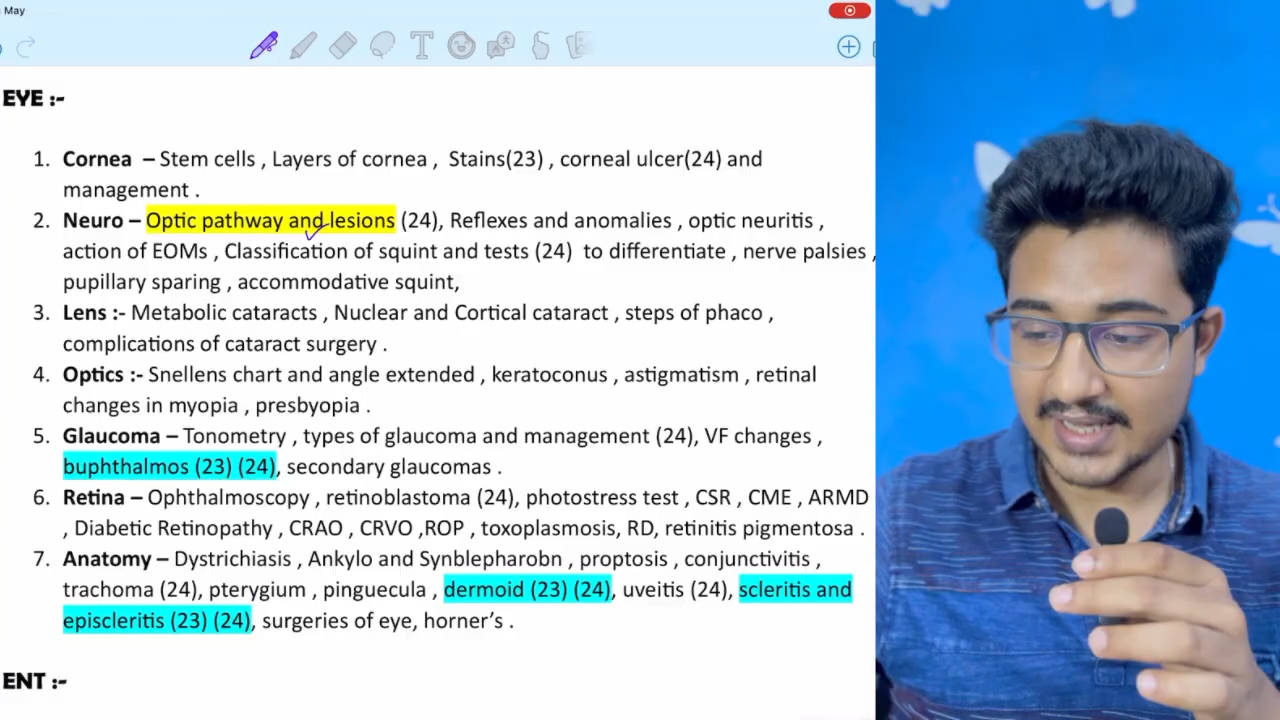 May
EYE :-
1. Cornea – Stem cells , Layers of cornea , Stains(23) , corneal ulcer(24) and
management .
2. Neuro – Optic pathway and lesions (24), Reflexes and anomalies , optic neuritis ,
action of EOMs , Classification of squint and tests (24) to differentiate , nerve palsies ,
pupillary sparing , accommodative squint,
3. Lens :- Metabolic cataracts , Nuclear and Cortical cataract , steps of phaco ,
complications of cataract surgery .
4. Optics :- Snellens chart and angle extended , keratoconus , astigmatism , retinal
changes in myopia , presbyopia .
5. Glaucoma – Tonometry , types of glaucoma and management (24), VF changes ,
buphthalmos (23) (24), secondary glaucomas .
6. Retina – Ophthalmoscopy , retinoblastoma (24), photostress test , CSR , CME , ARMD
, Diabetic Retinopathy , CRAO , CRVO ,ROP , toxoplasmosis, RD, retinitis pigmentosa .
7. Anatomy – Dystrichiasis , Ankylo and Synblepharobn , proptosis , conjunctivitis ,
trachoma (24), pterygium , pinguecula , dermoid (23) (24), uveitis (24), scleritis and
episcleritis (23) (24), surgeries of eye, horner’s .
ENT :-